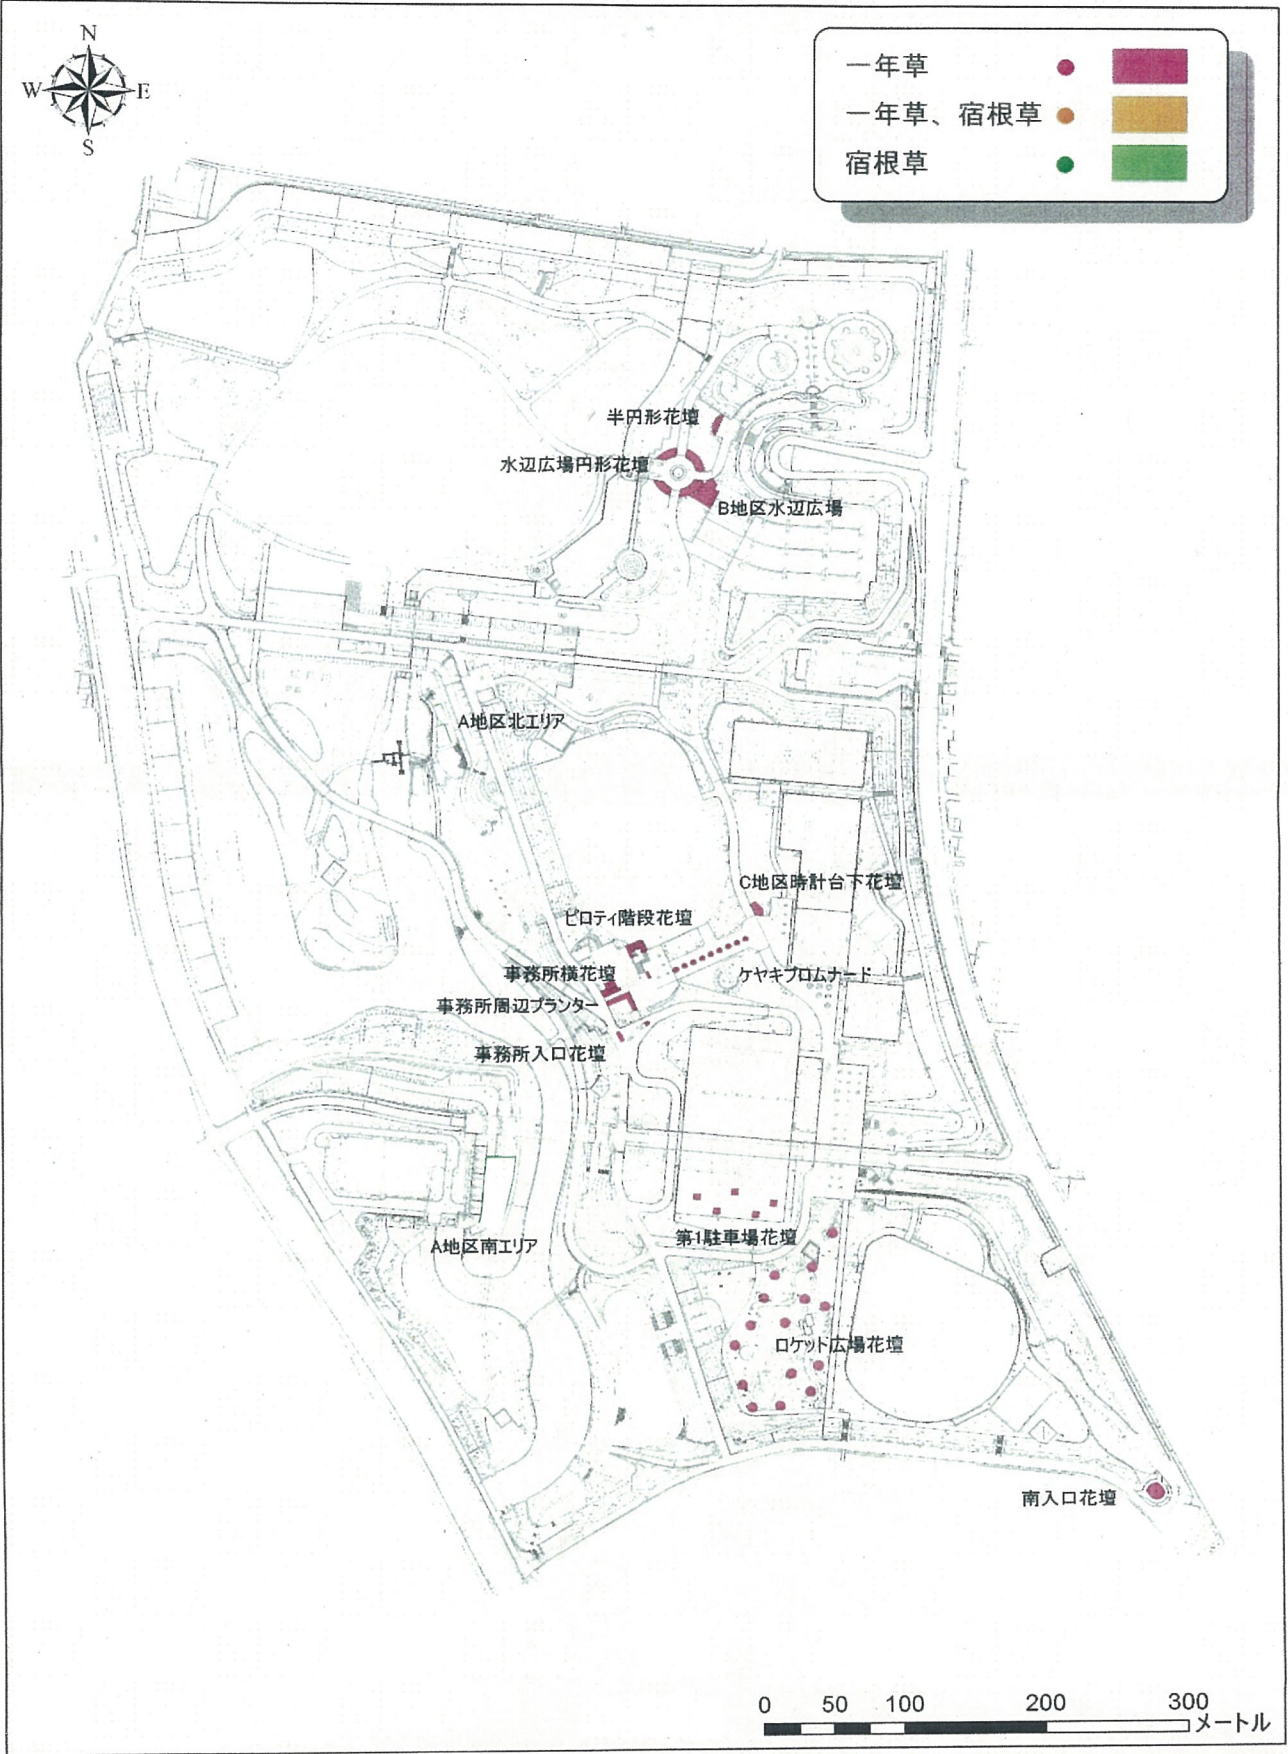 N
W
E
S
一年草
一年草、宿根草
宿根草
半円形花壇
水辺広場円形花壇
B地区水辺広場
A地区北エリア
C地区時計台下花壇
ピロティ階段花壇
事務所横花壇
ケヤキプロムナード
事務所周辺プランター
事務所入口花壇
第1駐車場花壇
A地区南エリア
ロケット広場花壇
南入口花壇
0 50 100 200 300
メートル